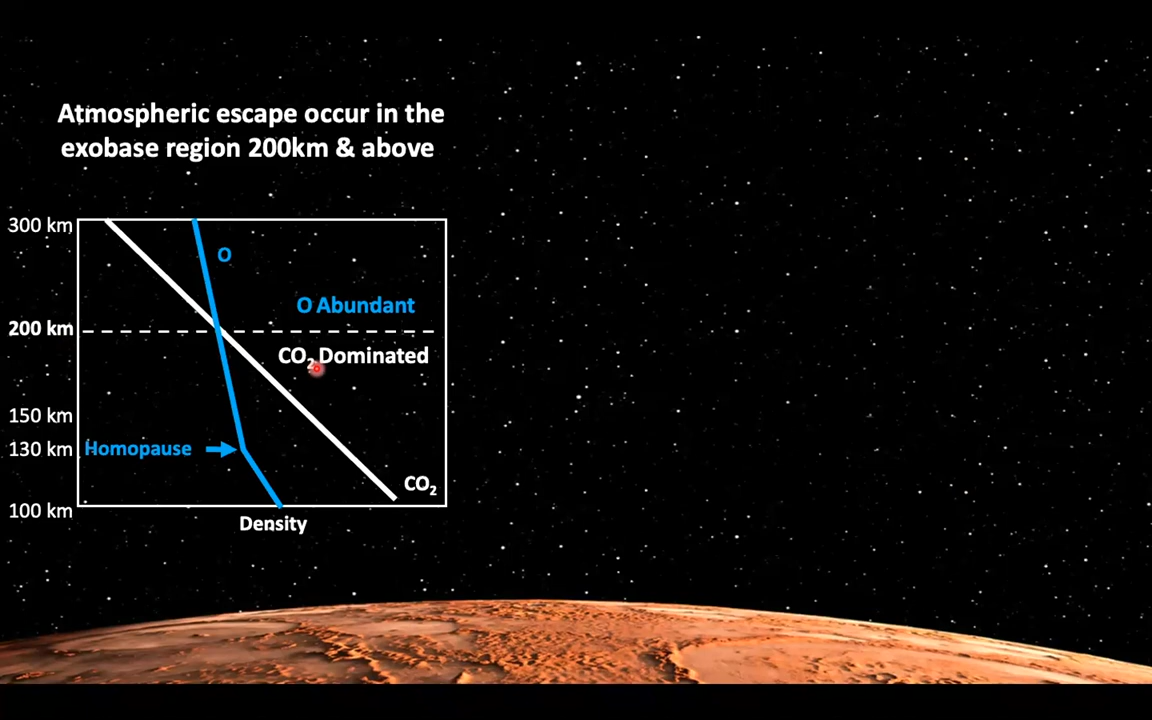 Atmospheric escape occur in the
exobase region 200km & above
300 km
O
O Abundant
200 km
CO₂ Dominated
150 km
130 km
Homopause
CO₂
100 km
Density